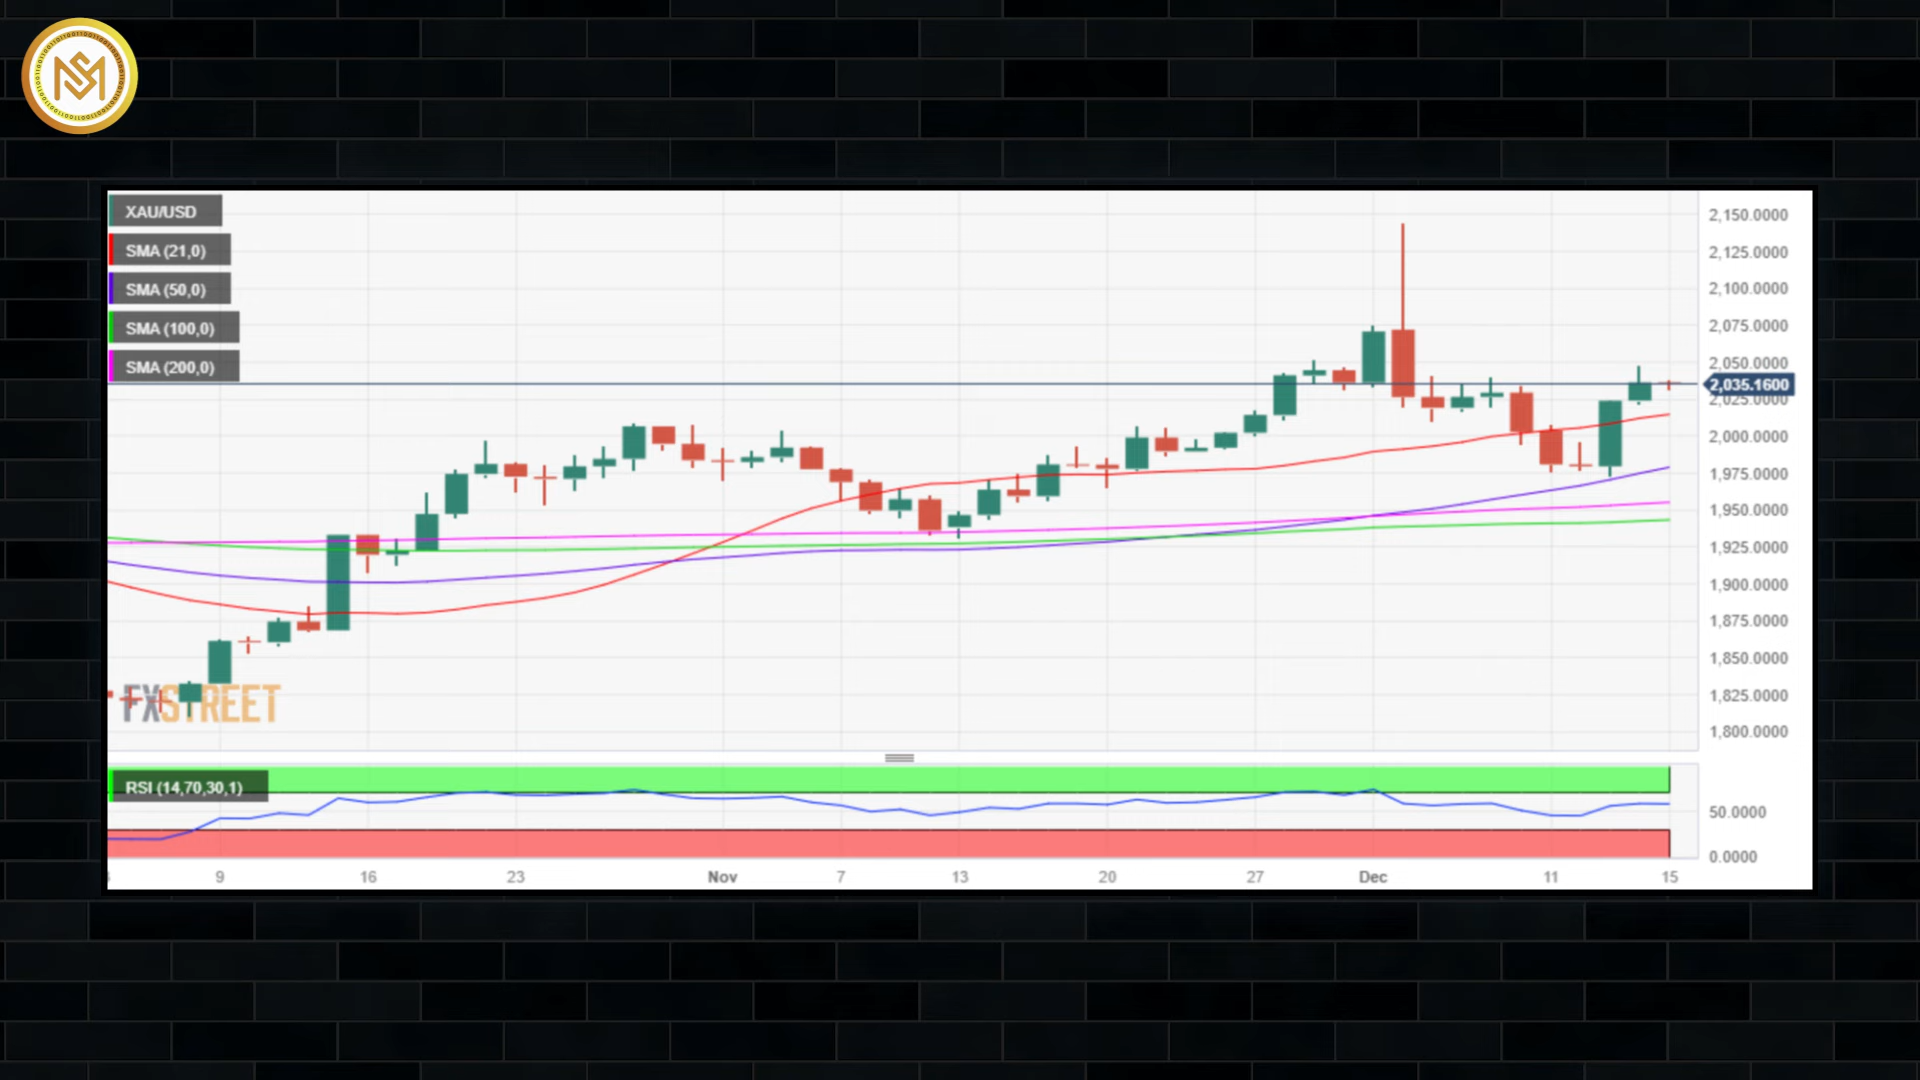 XAU/USD
SMA (21,0)
SMA (50,0)
SMA (100,0)
SMA (200,0)
2,150.0000
2,125.0000
2,100.0000
2,075.0000
2,050.0000
2,035.1600
2,025.0000
2,000.0000
1,975.0000
1,950.0000
1,925.0000
1,900.0000
1,875.0000
1,850.0000
1,825.0000
1,800.0000
FXSTREET
RSI (14,70,30,1)
50.0000
0.0000
9 16 23 Nov 7 13 20 27 Dec 11 15